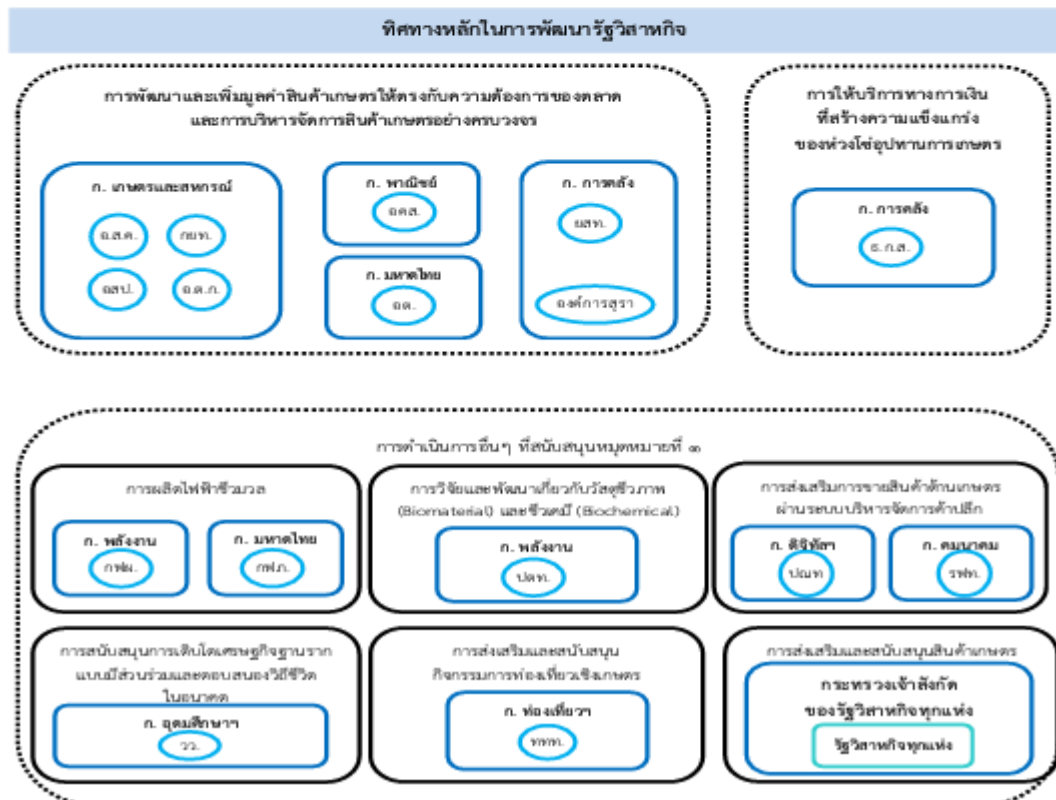 ทิศทางหลักในการพัฒนารัฐวิสาหกิจ
การพัฒนาและเพิ่มมูลค่าสินค้าเกษตรให้ตรงกับความต้องการของตลาด
และการบริหารจัดการสินค้าเกษตรอย่างครบวงจร
ก. เกษตรและสหกรณ์
อ.ส.ค.
กยท.
อสป.
อ.ต.ก.
ก. พาณิชย์
อคส.
ก. มหาดไทย
อต.
ก. การคลัง
ยสท.
องค์การสุรา
การให้บริการทางการเงิน
ที่สร้างความแข็งแกร่ง
ของห่วงโซ่อุปทานการเกษตร
ก. การคลัง
ธ.ก.ส.
การดำเนินการอื่นๆ ที่สนับสนุนหมุดหมายที่ ๑
การผลิตไฟฟ้าชีวมวล
ก. พลังงาน
กฟผ.
ก. มหาดไทย
กฟภ.
การวิจัยและพัฒนาเกี่ยวกับวัสดุชีวภาพ
(Biomaterial) และชีวเคมี (Biochemical)
ก. พลังงาน
ปตท.
การส่งเสริมการขายสินค้าด้านเกษตร
ผ่านระบบบริหารจัดการค้าปลีก
ก. ดิจิทัลฯ
ปณท
ก. คมนาคม
รฟท.
การสนับสนุนการเติบโตเศรษฐกิจฐานราก
แบบมีส่วนร่วมและตอบสนองวิถีชีวิต
ในอนาคต
ก. อุดมศึกษาฯ
วว.
การส่งเสริมและสนับสนุน
กิจกรรมการท่องเที่ยวเชิงเกษตร
ก. ท่องเที่ยวฯ
ททท.
การส่งเสริมและสนับสนุนสินค้าเกษตร
กระทรวงเจ้าสังกัด
ของรัฐวิสาหกิจทุกแห่ง
รัฐวิสาหกิจทุกแห่ง